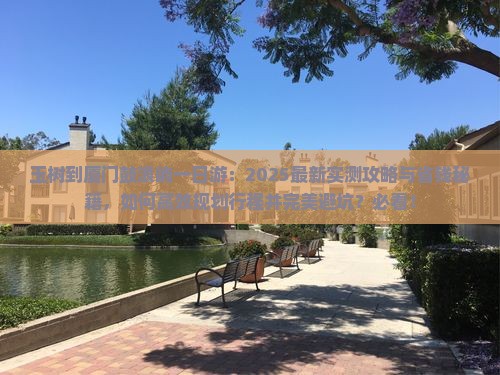 玉树到厦门 一日游：2025最新实测攻略与省钱秘
籍，如何高效规划行程并完美避坑？必看！